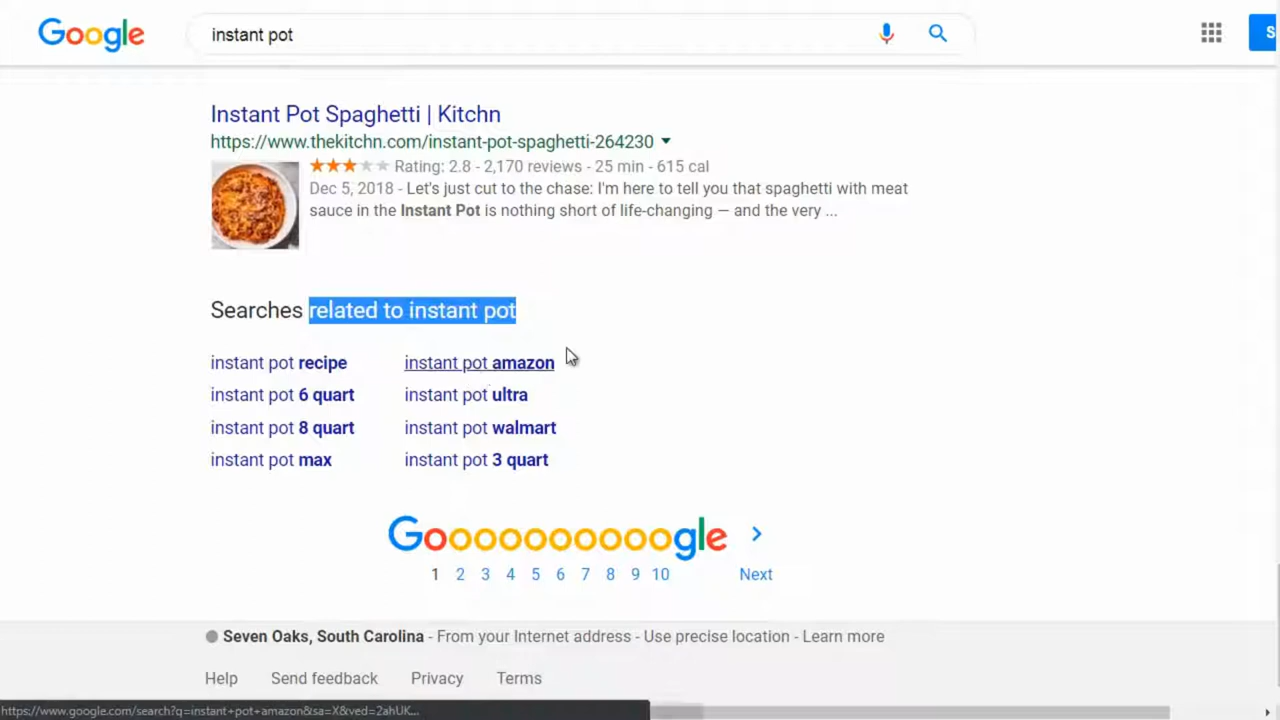 Google
instant pot
S
Instant Pot Spaghetti | Kitchn
https://www.thekitchn.com/instant-pot-spaghetti-264230
Rating: 2.8 - 2,170 reviews - 25 min - 615 cal
Dec 5, 2018 - Let's just cut to the chase: I'm here to tell you that spaghetti with meat
sauce in the Instant Pot is nothing short of life-changing — and the very ...
Searches related to instant pot
instant pot recipe
instant pot amazon
instant pot 6 quart
instant pot ultra
instant pot 8 quart
instant pot walmart
instant pot max
instant pot 3 quart
Goooooooooogle
1 2 3 4 5 6 7 8 9 10 Next
Seven Oaks, South Carolina - From your Internet address - Use precise location - Learn more
Help Send feedback Privacy Terms
https://www.google.com/search?q=instant+pot+amazon&sa=X&ved=2ahUK...